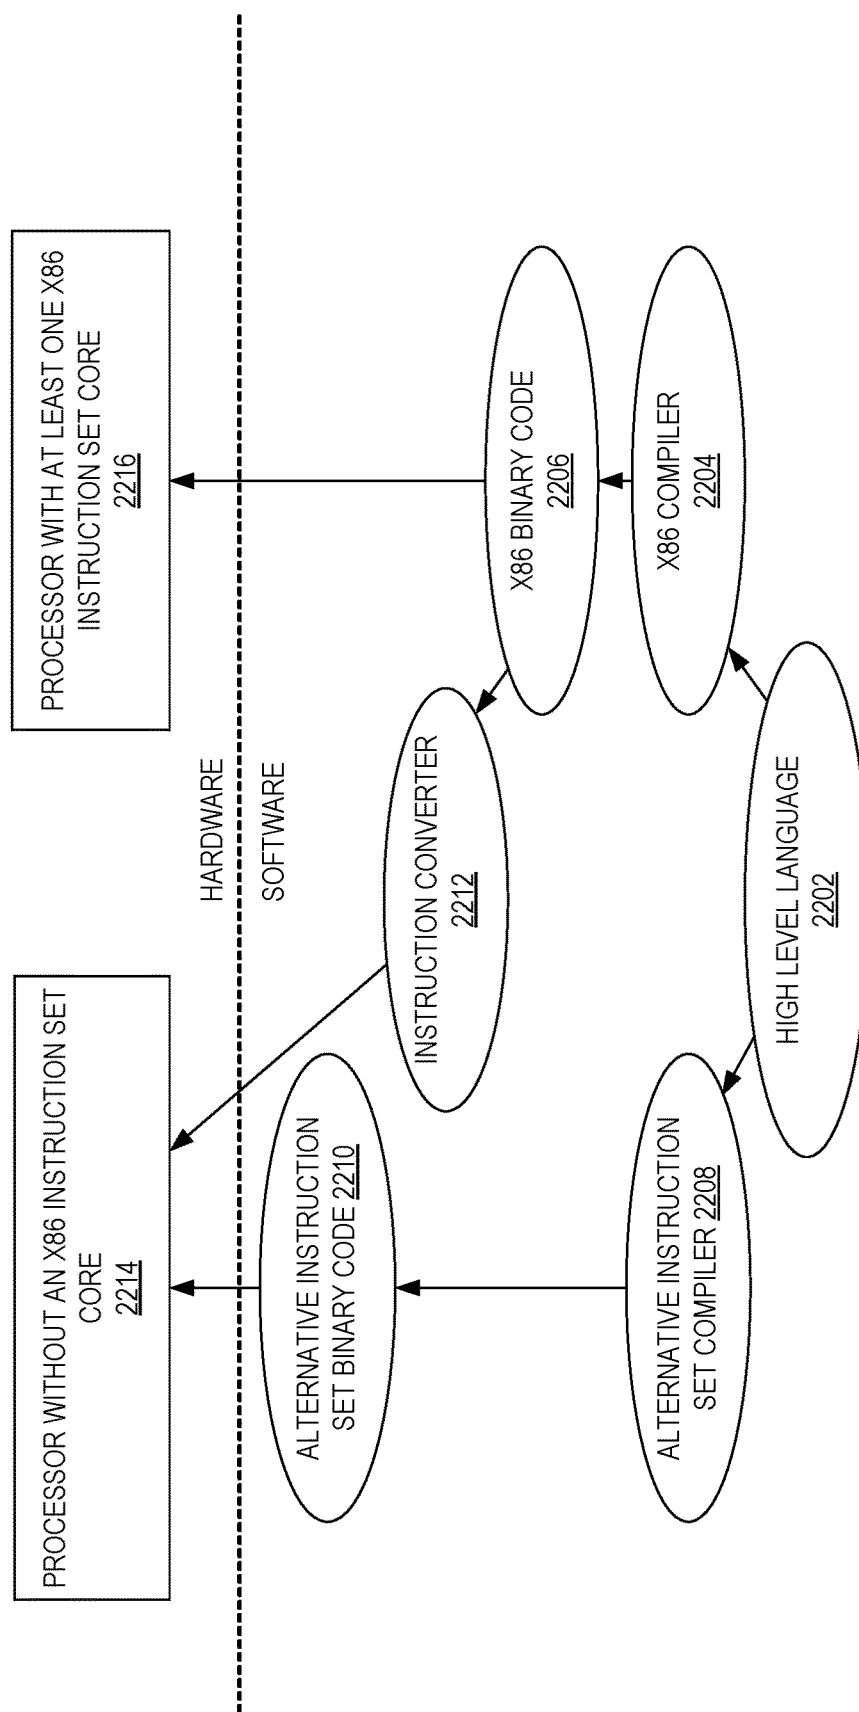 PROCESSOR WITHOUT AN X86 INSTRUCTION SET
CORE
2214
PROCESSOR WITH AT LEAST ONE X86
INSTRUCTION SET CORE
2216
HARDWARE
SOFTWARE
ALTERNATIVE INSTRUCTION
SET BINARY CODE 2210
INSTRUCTION CONVERTER
2212
X86 BINARY CODE
2206
ALTERNATIVE INSTRUCTION
SET COMPILER 2208
X86 COMPILER
2204
HIGH LEVEL LANGUAGE
2202